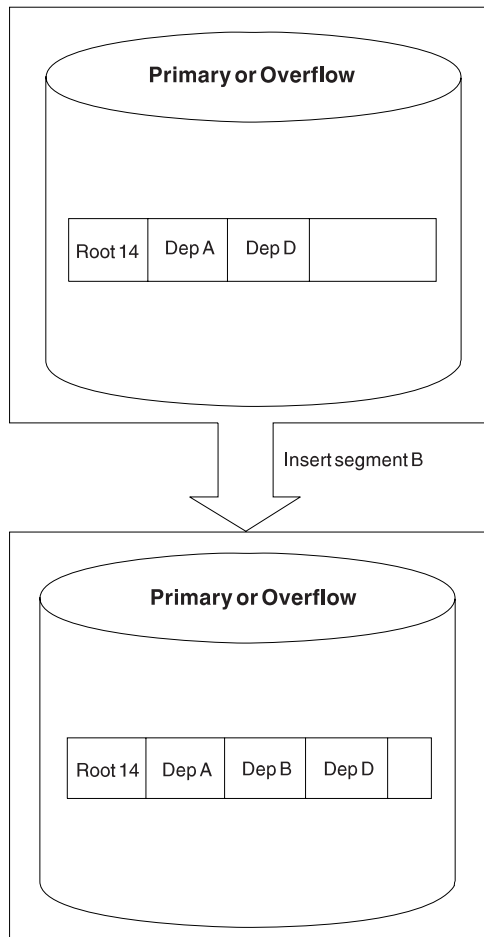 Primary or Overflow
Root 14 Dep A Dep D
Insert segment B
Primary or Overflow
Root 14 Dep A Dep B Dep D